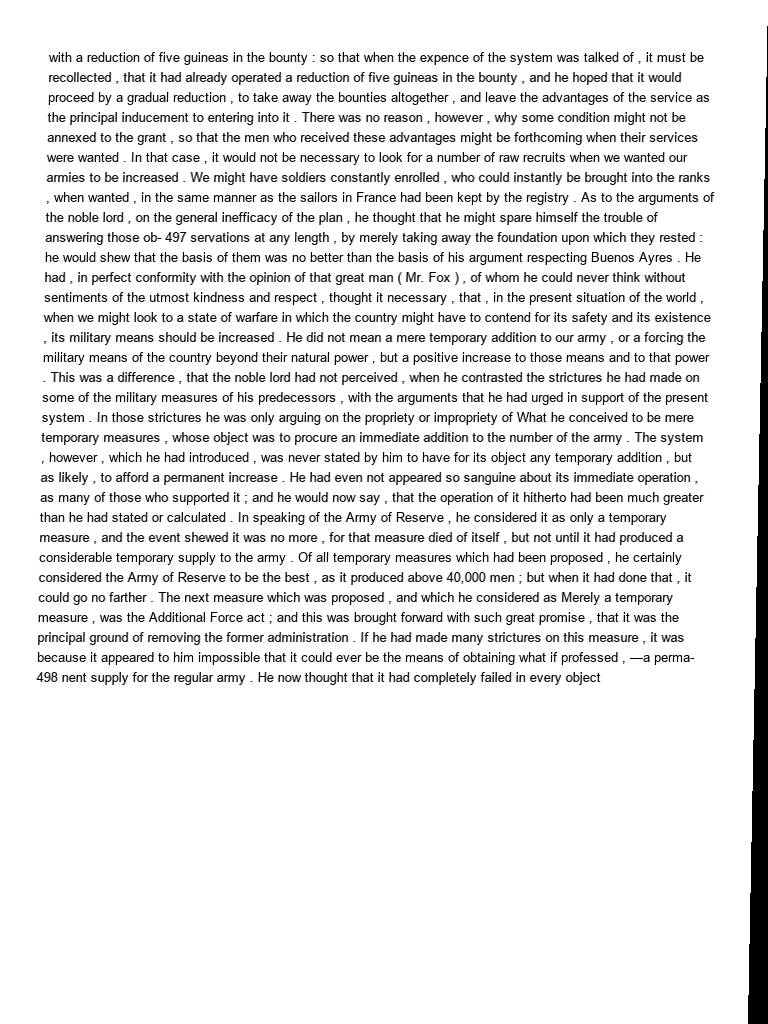 with a reduction of five guineas in the bounty : so that when the expence of the system was talked of , it must be
recollected , that it had already operated a reduction of five guineas in the bounty , and he hoped that it would
proceed by a gradual reduction , to take away the bounties altogether , and leave the advantages of the service as
the principal inducement to entering into it . There was no reason , however , why some condition might not be
annexed to the grant , so that the men who received these advantages might be forthcoming when their services
were wanted . In that case , it would not be necessary to look for a number of raw recruits when we wanted our
armies to be increased . We might have soldiers constantly enrolled , who could instantly be brought into the ranks
, when wanted , in the same manner as the sailors in France had been kept by the registry . As to the arguments of
the noble lord , on the general inefficacy of the plan , he thought that he might spare himself the trouble of
answering those ob- 497 servations at any length , by merely taking away the foundation upon which they rested :
he would shew that the basis of them was no better than the basis of his argument respecting Buenos Ayres . He
had , in perfect conformity with the opinion of that great man ( Mr. Fox ) , of whom he could never think without
sentiments of the utmost kindness and respect , thought it necessary , that , in the present situation of the world ,
when we might look to a state of warfare in which the country might have to contend for its safety and its existence
, its military means should be increased . He did not mean a mere temporary addition to our army , or a forcing the
military means of the country beyond their natural power , but a positive increase to those means and to that power
. This was a difference , that the noble lord had not perceived , when he contrasted the strictures he had made on
some of the military measures of his predecessors , with the arguments that he had urged in support of the present
system . In those strictures he was only arguing on the propriety or impropriety of What he conceived to be mere
temporary measures , whose object was to procure an immediate addition to the number of the army . The system
, however , which he had introduced , was never stated by him to have for its object any temporary addition , but
as likely , to afford a permanent increase . He had even not appeared so sanguine about its immediate operation ,
as many of those who supported it ; and he would now say , that the operation of it hitherto had been much greater
than he had stated or calculated . In speaking of the Army of Reserve , he considered it as only a temporary
measure , and the event shewed it was no more , for that measure died of itself , but not until it had produced a
considerable temporary supply to the army . Of all temporary measures which had been proposed , he certainly
considered the Army of Reserve to be the best , as it produced above 40,000 men ; but when it had done that , it
could go no farther . The next measure which was proposed , and which he considered as Merely a temporary
measure , was the Additional Force act ; and this was brought forward with such great promise , that it was the
principal ground of removing the former administration . If he had made many strictures on this measure , it was
because it appeared to him impossible that it could ever be the means of obtaining what if professed , —a perma-
498 nent supply for the regular army . He now thought that it had completely failed in every object